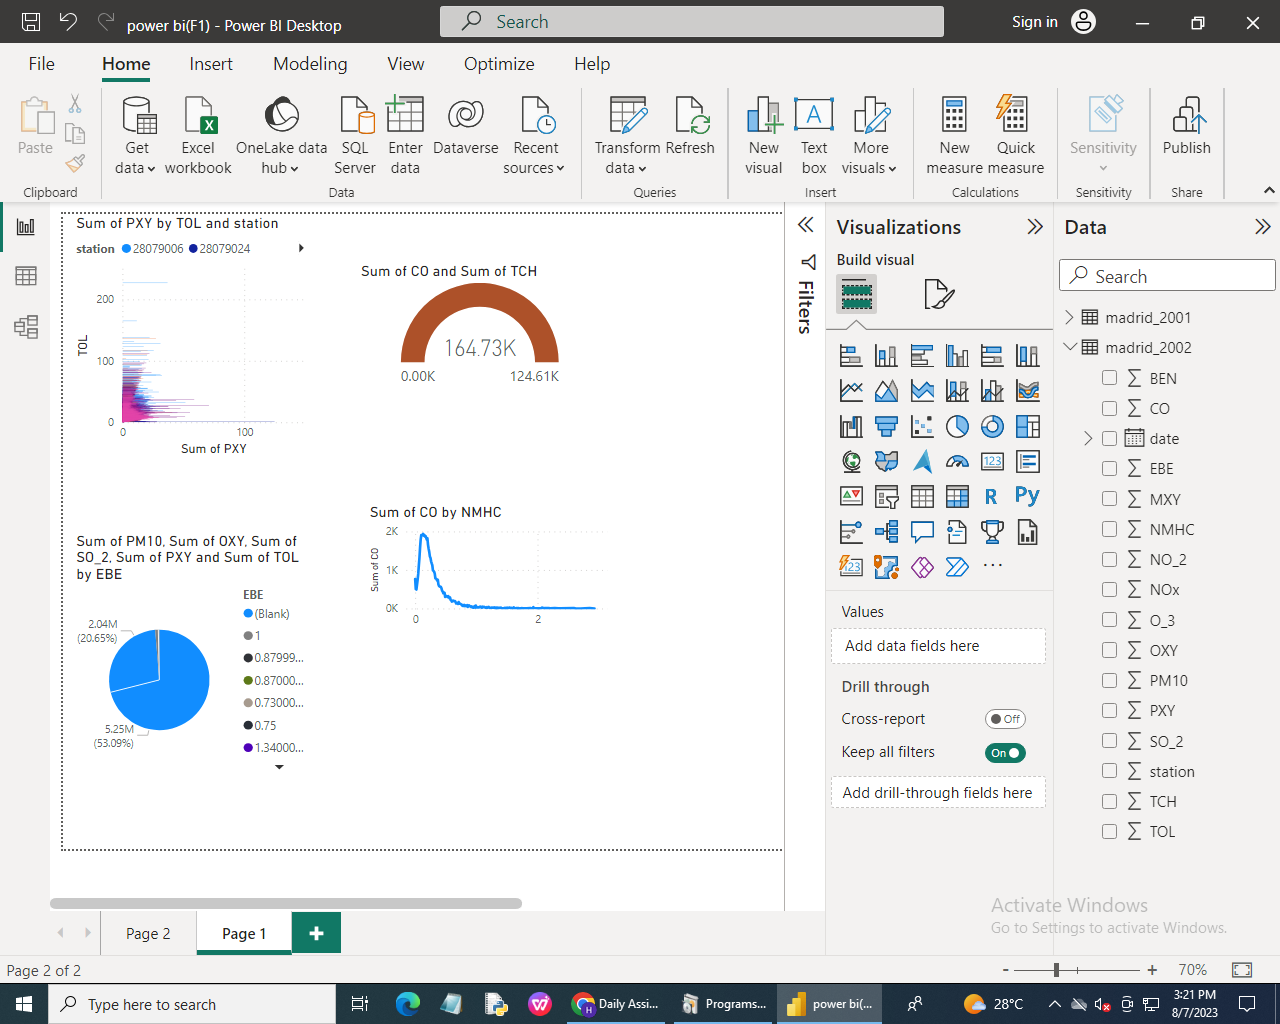 power bi(F1) - Power BI Desktop
Search
Sign in
File
Home
Insert
Modeling
View
Optimize
Help
Paste
Get data
Excel workbook
OneLake data hub
SQL Server
Enter data
Dataverse
Recent sources
Transform data
Refresh
New visual
Text box
A
More visuals
New measure
Quick measure
Sensitivity
Publish
Clipboard
Data
Queries
Insert
Calculations
Sensitivity
Share
Sum of PXY by TOL and station
station 28079006 28079024
200
100
0
TOL
0
100
Sum of PXY
Sum of CO and Sum of TCH
164.73K
0.00K
124.61K
Sum of CO by NMHC
2K
1K
0K
Sum of CO
0
2
Sum of PM10, Sum of OXY, Sum of
SO_2, Sum of PXY and Sum of TOL
by EBE
2.04M
(20.65%)
5.25M
(53.09%)
EBE
(Blank)
1
0.87999...
0.87000...
0.73000...
0.75
1.34000...
Filters
Visualizations
Build visual
123
R
Py
123
Values
Add data fields here
Drill through
Cross-report
Off
Keep all filters
On
Add drill-through fields here
Data
Search
madrid_2001
madrid_2002
BEN
CO
date
EBE
MXY
NMHC
NO_2
NOx
O_3
OXY
PM10
PXY
SO_2
station
TCH
TOL
Activate Windows
Go to Settings to activate Windows.
Page 2
Page 1
Page 2 of 2
70%
Type here to search
Daily Assi...
Programs...
power bi(...
28°C
3:21 PM
8/7/2023